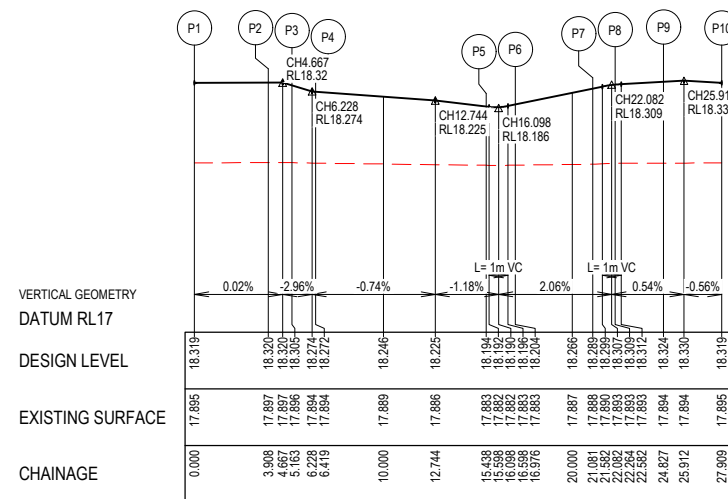 P1 P2 P3 P4 P5 P6 P7 P8 P9 P10
CH4.667
RL18.32
CH6.228
RL18.274
CH12.744
RL18.225
CH16.098
RL18.186
CH22.082
RL18.309
CH25.91
RL18.33
L= 1m VC L= 1m VC
VERTICAL GEOMETRY 0.02% -2.96% -0.74% -1.18% 2.06% 0.54% -0.56%
DATUM RL17
DESIGN LEVEL 18.319 18.320 18.320 18.305 18.274 18.272 18.246 18.225 18.194 18.192 18.190 18.196 18.204 18.266 18.289 18.299 18.307 18.309 18.312 18.324 18.330 18.319
EXISTING SURFACE 17.895 17.897 17.897 17.896 17.894 17.894 17.889 17.886 17.883 17.882 17.882 17.883 17.883 17.887 17.888 17.890 17.893 17.893 17.893 17.894 17.894 17.895
CHAINAGE 0.000 3.908 4.667 5.163 6.228 6.419 10.000 12.744 15.438 15.598 16.098 16.598 16.976 20.000 21.081 21.582 22.082 22.264 22.582 24.827 25.912 27.909